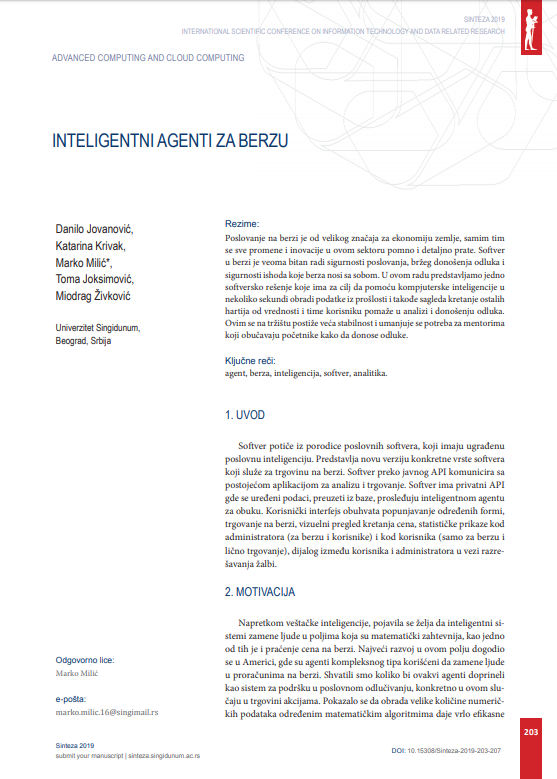 SINTEZA 2019
INTERNATIONAL SCIENTIFIC CONFERENCE ON INFORMATION TECHNOLOGY AND DATA RELATED RESEARCH
ADVANCED COMPUTING AND CLOUD COMPUTING
INTELIGENTNI AGENTI ZA BERZU
Danilo Jovanović,
Katarina Krivak,
Marko Milić*,
Toma Joksimović,
Miodrag Živković
Univerzitet Singidunum,
Beograd, Srbija
Rezime:
Poslovanje na berzi je od velikog značaja za ekonomiju zemlje, samim tim
se sve promene i inovacije u ovom sektoru pomno i detaljno prate. Softver
u berzi je veoma bitan radi sigurnosti poslovanja, bržeg donošenja odluka i
sigurnosti ishoda koje berza nosi sa sobom. U ovom radu predstavljamo jedno
softversko rešenje koje ima za cilj da pomoću kompjuterske inteligencije u
nekoliko sekundi obradi podatke iz prošlosti i takođe sagleda kretanje ostalih
hartija od vrednosti i time korisniku pomaže u analizi i donošenju odluka.
Ovim se na tržištu postiže veća stabilnost i umanjuje se potreba za mentorima
koji obučavaju početnike kako da donose odluke.
Ključne reči:
agent, berza, inteligencija, softver, analitika.
1. UVOD
Softver potiče iz porodice poslovnih softvera, koji imaju ugrađenu
poslovnu inteligenciju. Predstavlja novu verziju konkretne vrste softvera
koji služe za trgovinu na berzi. Softver preko javnog API komunicira sa
postojećom aplikacijom za analizu i trgovanje. Softver ima privatni API
gde se uređeni podaci, preuzeti iz baze, prosleđuju inteligentnom agentu
za obuku. Korisnički interfejs obuhvata popunjavanje određenih formi,
trgovanje na berzi, vizuelni pregled kretanja cena, statističke prikaze kod
administratora (za berzu i korisnike) i kod korisnika (samo za berzu i
lično trgovanje), dijalog između korisnika i administratora u vezi razre-
šavanja žalbi.
2. MOTIVACIJA
Napretkom veštačke inteligencije, pojavila se želja da inteligentni si-
stemi zamene ljude u poljima koja su matematički zahtevnija, kao jedno
od tih je i praćenje cena na berzi. Najveći razvoj u ovom polju dogodio
se u Americi, gde su agenti kompleksnog tipa korišćeni da zamene ljude
u proračunima na berzi. Shvatili smo koliko bi ovakvi agenti doprineli
kao sistem za podršku u poslovnom odlučivanju, konkretno u ovom slu-
čaju u trgovini akcijama. Pokazalo se da obrada velike količine numerič-
kih podataka određenim matematičkim algoritmima daje vrlo efikasne
Odgovorno lice:
Marko Milić
e-pošta:
marko.milic.16@singimail.rs
203
Sinteza 2019
submit your manuscript | sinteza.singidunum.ac.rs
DOI: 10.15308/Sinteza-2019-203-207